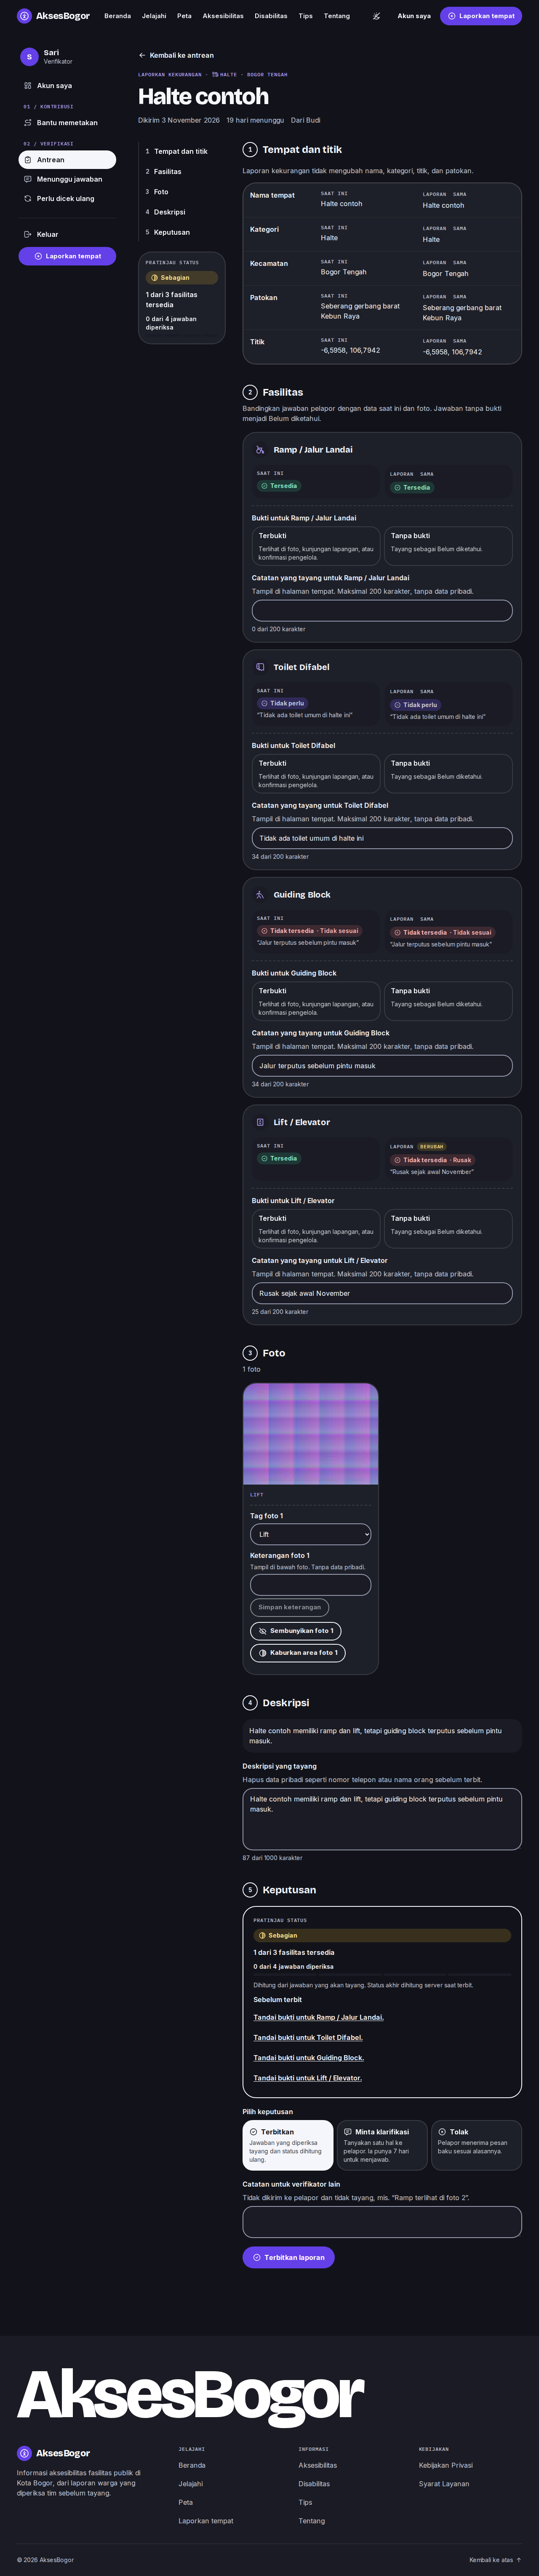 AksesBogor
Beranda
Jelajahi
Peta
Aksesibilitas
Disabilitas
Tips
Tentang
Akun saya
Laporkan tempat
S
Sari
Verifikator
Akun saya
01 / KONTRIBUSI
Bantu memetakan
02 / VERIFIKASI
Antrean
Menunggu jawaban
Perlu dicek ulang
Keluar
Laporkan tempat
Kembali ke antrean
LAPORKAN KEKURANGAN · HALTE · BOGOR TENGAH
Halte contoh
Dikirim 3 November 2026 19 hari menunggu Dari Budi
1 Tempat dan titik
2 Fasilitas
3 Foto
4 Deskripsi
5 Keputusan
PRATINJAU STATUS
Sebagian
1 dari 3 fasilitas
tersedia
0 dari 4 jawaban
diperiksa
1 Tempat dan titik
Laporan kekurangan tidak mengubah nama, kategori, titik, dan patokan.
Nama tempat
SAAT INI
Halte contoh
LAPORAN SAMA
Halte contoh
Kategori
SAAT INI
Halte
LAPORAN SAMA
Halte
Kecamatan
SAAT INI
Bogor Tengah
LAPORAN SAMA
Bogor Tengah
Patokan
SAAT INI
Seberang gerbang barat
Kebun Raya
LAPORAN SAMA
Seberang gerbang barat
Kebun Raya
Titik
SAAT INI
-6,5958, 106,7942
LAPORAN SAMA
-6,5958, 106,7942
2 Fasilitas
Bandingkan jawaban pelapor dengan data saat ini dan foto. Jawaban tanpa bukti
menjadi Belum diketahui.
Ramp / Jalur Landai
SAAT INI
Tersedia
LAPORAN SAMA
Tersedia
Bukti untuk Ramp / Jalur Landai
Terbukti
Terlihat di foto, kunjungan lapangan, atau
konfirmasi pengelola.
Tanpa bukti
Tayang sebagai Belum diketahui.
Catatan yang tayang untuk Ramp / Jalur Landai
Tampil di halaman tempat. Maksimal 200 karakter, tanpa data pribadi.
0 dari 200 karakter
Toilet Difabel
SAAT INI
Tidak perlu
"Tidak ada toilet umum di halte ini"
LAPORAN SAMA
Tidak perlu
"Tidak ada toilet umum di halte ini"
Bukti untuk Toilet Difabel
Terbukti
Terlihat di foto, kunjungan lapangan, atau
konfirmasi pengelola.
Tanpa bukti
Tayang sebagai Belum diketahui.
Catatan yang tayang untuk Toilet Difabel
Tampil di halaman tempat. Maksimal 200 karakter, tanpa data pribadi.
Tidak ada toilet umum di halte ini
34 dari 200 karakter
Guiding Block
SAAT INI
Tidak tersedia · Tidak sesuai
"Jalur terputus sebelum pintu masuk"
LAPORAN SAMA
Tidak tersedia · Tidak sesuai
"Jalur terputus sebelum pintu masuk"
Bukti untuk Guiding Block
Terbukti
Terlihat di foto, kunjungan lapangan, atau
konfirmasi pengelola.
Tanpa bukti
Tayang sebagai Belum diketahui.
Catatan yang tayang untuk Guiding Block
Tampil di halaman tempat. Maksimal 200 karakter, tanpa data pribadi.
Jalur terputus sebelum pintu masuk
34 dari 200 karakter
Lift / Elevator
SAAT INI
Tersedia
LAPORAN BERUBAH
Tidak tersedia · Rusak
"Rusak sejak awal November"
Bukti untuk Lift / Elevator
Terbukti
Terlihat di foto, kunjungan lapangan, atau
konfirmasi pengelola.
Tanpa bukti
Tayang sebagai Belum diketahui.
Catatan yang tayang untuk Lift / Elevator
Tampil di halaman tempat. Maksimal 200 karakter, tanpa data pribadi.
Rusak sejak awal November
25 dari 200 karakter
3 Foto
1 foto
LIFT
Tag foto 1
Lift
Keterangan foto 1
Tampil di bawah foto. Tanpa data pribadi.
Simpan keterangan
Sembunyikan foto 1
Kaburkan area foto 1
4 Deskripsi
Halte contoh memiliki ramp dan lift, tetapi guiding block terputus sebelum pintu
masuk.
Deskripsi yang tayang
Hapus data pribadi seperti nomor telepon atau nama orang sebelum terbit.
Halte contoh memiliki ramp dan lift, tetapi guiding block terputus sebelum pintu
masuk.
87 dari 1000 karakter
5 Keputusan
PRATINJAU STATUS
Sebagian
1 dari 3 fasilitas tersedia
0 dari 4 jawaban diperiksa
Dihitung dari jawaban yang akan tayang. Status akhir dihitung server saat terbit.
Sebelum terbit
Tandai bukti untuk Ramp / Jalur Landai.
Tandai bukti untuk Toilet Difabel.
Tandai bukti untuk Guiding Block.
Tandai bukti untuk Lift / Elevator.
Pilih keputusan
Terbitkan
Jawaban yang diperiksa
tayang dan status dihitung
ulang.
Minta klarifikasi
Tanyakan satu hal ke
pelapor. Ia punya 7 hari
untuk menjawab.
Tolak
Pelapor menerima pesan
baku sesuai alasannya.
Catatan untuk verifikator lain
Tidak dikirim ke pelapor dan tidak tayang, mis. "Ramp terlihat di foto 2".
Terbitkan laporan
AksesBogor
AksesBogor
Informasi aksesibilitas fasilitas publik di
Kota Bogor, dari laporan warga yang
diperiksa tim sebelum tayang.
JELAJAHI
Beranda
Jelajahi
Peta
Laporkan tempat
INFORMASI
Aksesibilitas
Disabilitas
Tips
Tentang
KEBIJAKAN
Kebijakan Privasi
Syarat Layanan
© 2026 AksesBogor
Kembali ke atas ↑